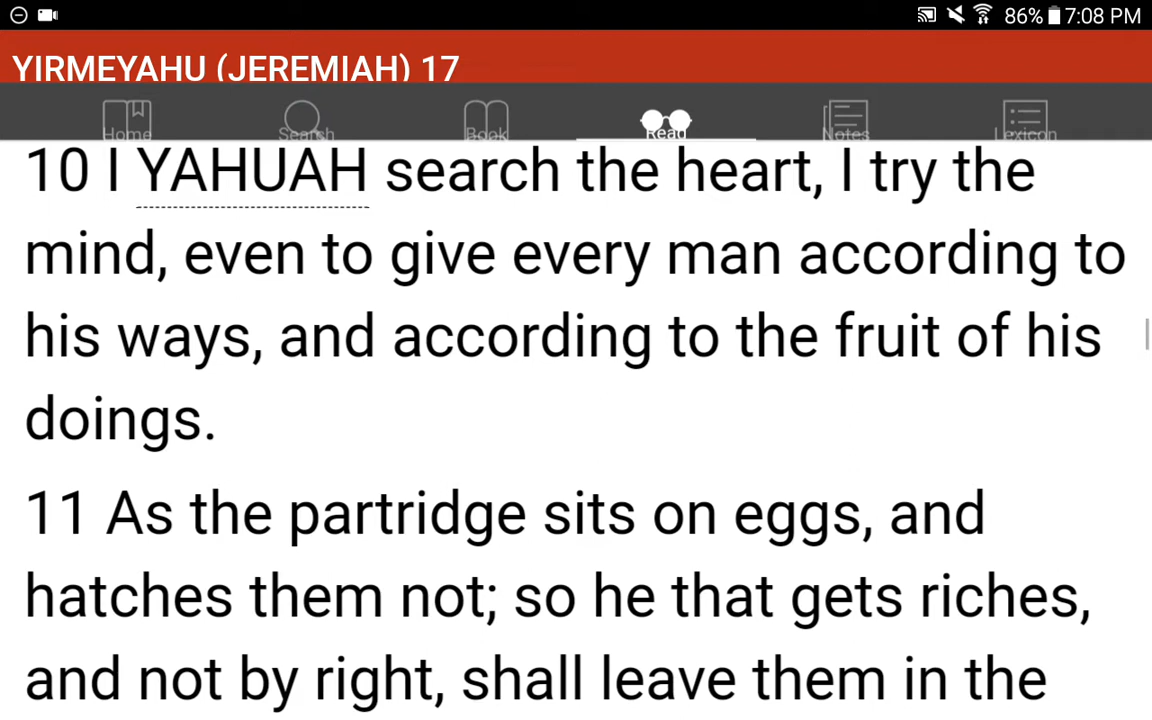 86% 7:08 PM
YIRMEYAHU (JEREMIAH) 17
Home Search Book Read Notes Lexicon
10 I YAHUAH search the heart, I try the
mind, even to give every man according to
his ways, and according to the fruit of his
doings.
11 As the partridge sits on eggs, and
hatches them not; so he that gets riches,
and not by right, shall leave them in the